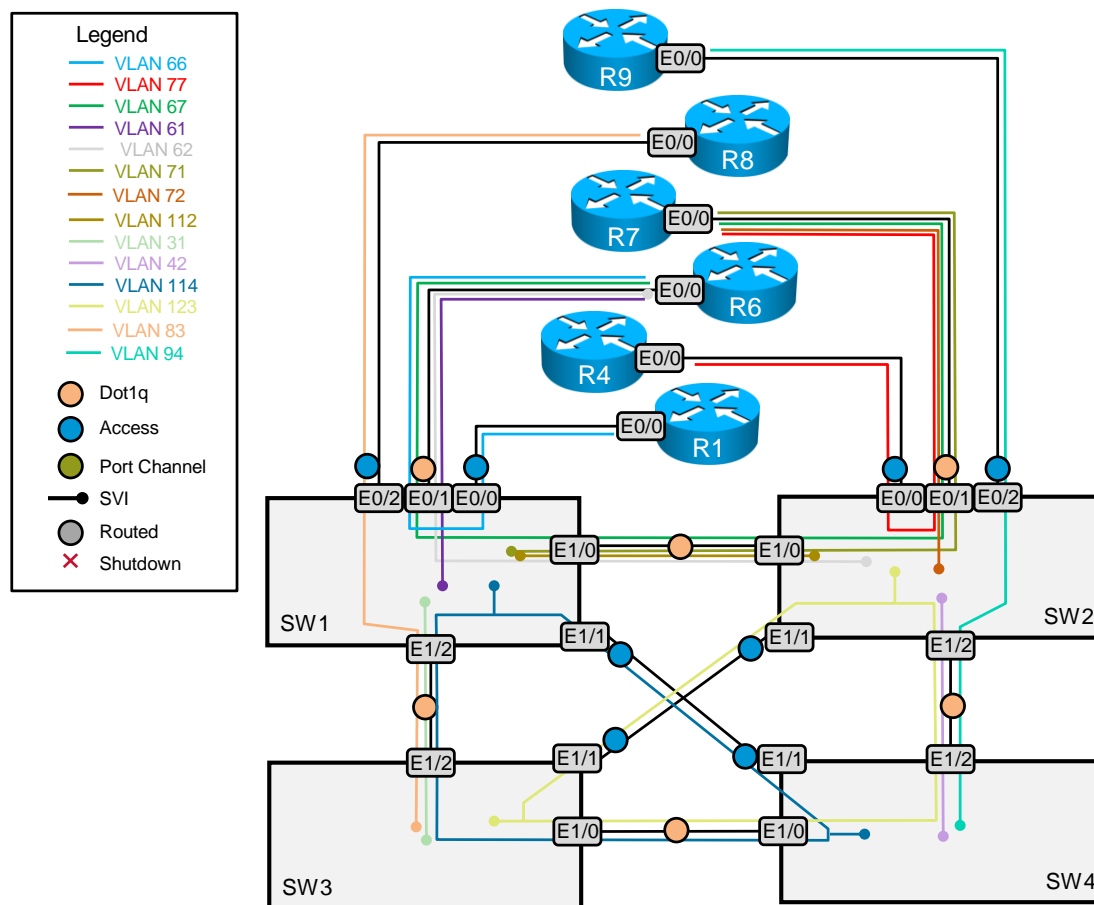 Legend
VLAN 66
VLAN 77
VLAN 67
VLAN 61
VLAN 62
VLAN 71
VLAN 72
VLAN 112
VLAN 31
VLAN 42
VLAN 114
VLAN 123
VLAN 83
VLAN 94
Dot1q
Access
Port Channel
SVI
Routed
Shutdown
E0/0
R9
E0/0
R8
E0/0
R7
E0/0
R6
E0/0
R4
E0/0
R1
E0/2 E0/1 E0/0
E0/0 E0/1 E0/2
E1/0 E1/0
SW1 SW2
E1/2 E1/1 E1/1 E1/2
E1/2 E1/1 E1/1 E1/2
E1/0 E1/0
SW3 SW4